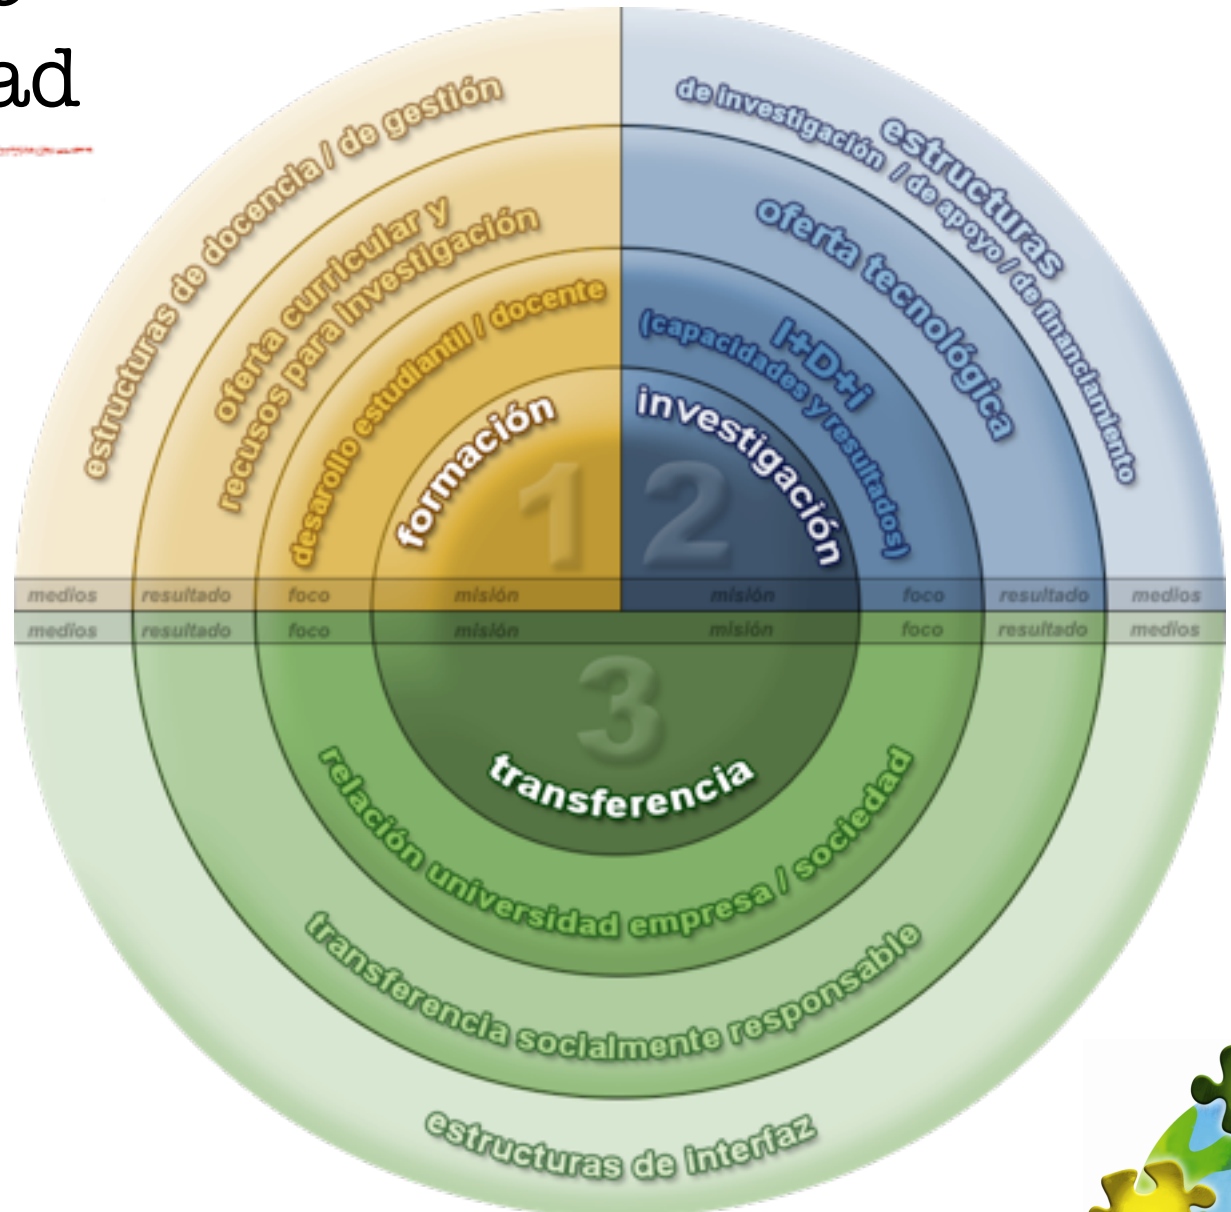 ad
estructuras de docencia / de gestión
oferta curricular y
recusos para investigación
desarollo estudiantil / docente
formación
1
estructuras
de investigación / de apoyo / de financiamiento
oferta tecnológica
I+D+i
(capacidades y resultados)
investigación
2
medios resultado foco misión misión foco resultado medios
medios resultado foco misión misión foco resultado medios
3
transferencia
relación universidad empresa / sociedad
transferencia socialmente responsable
estructuras de interfaz